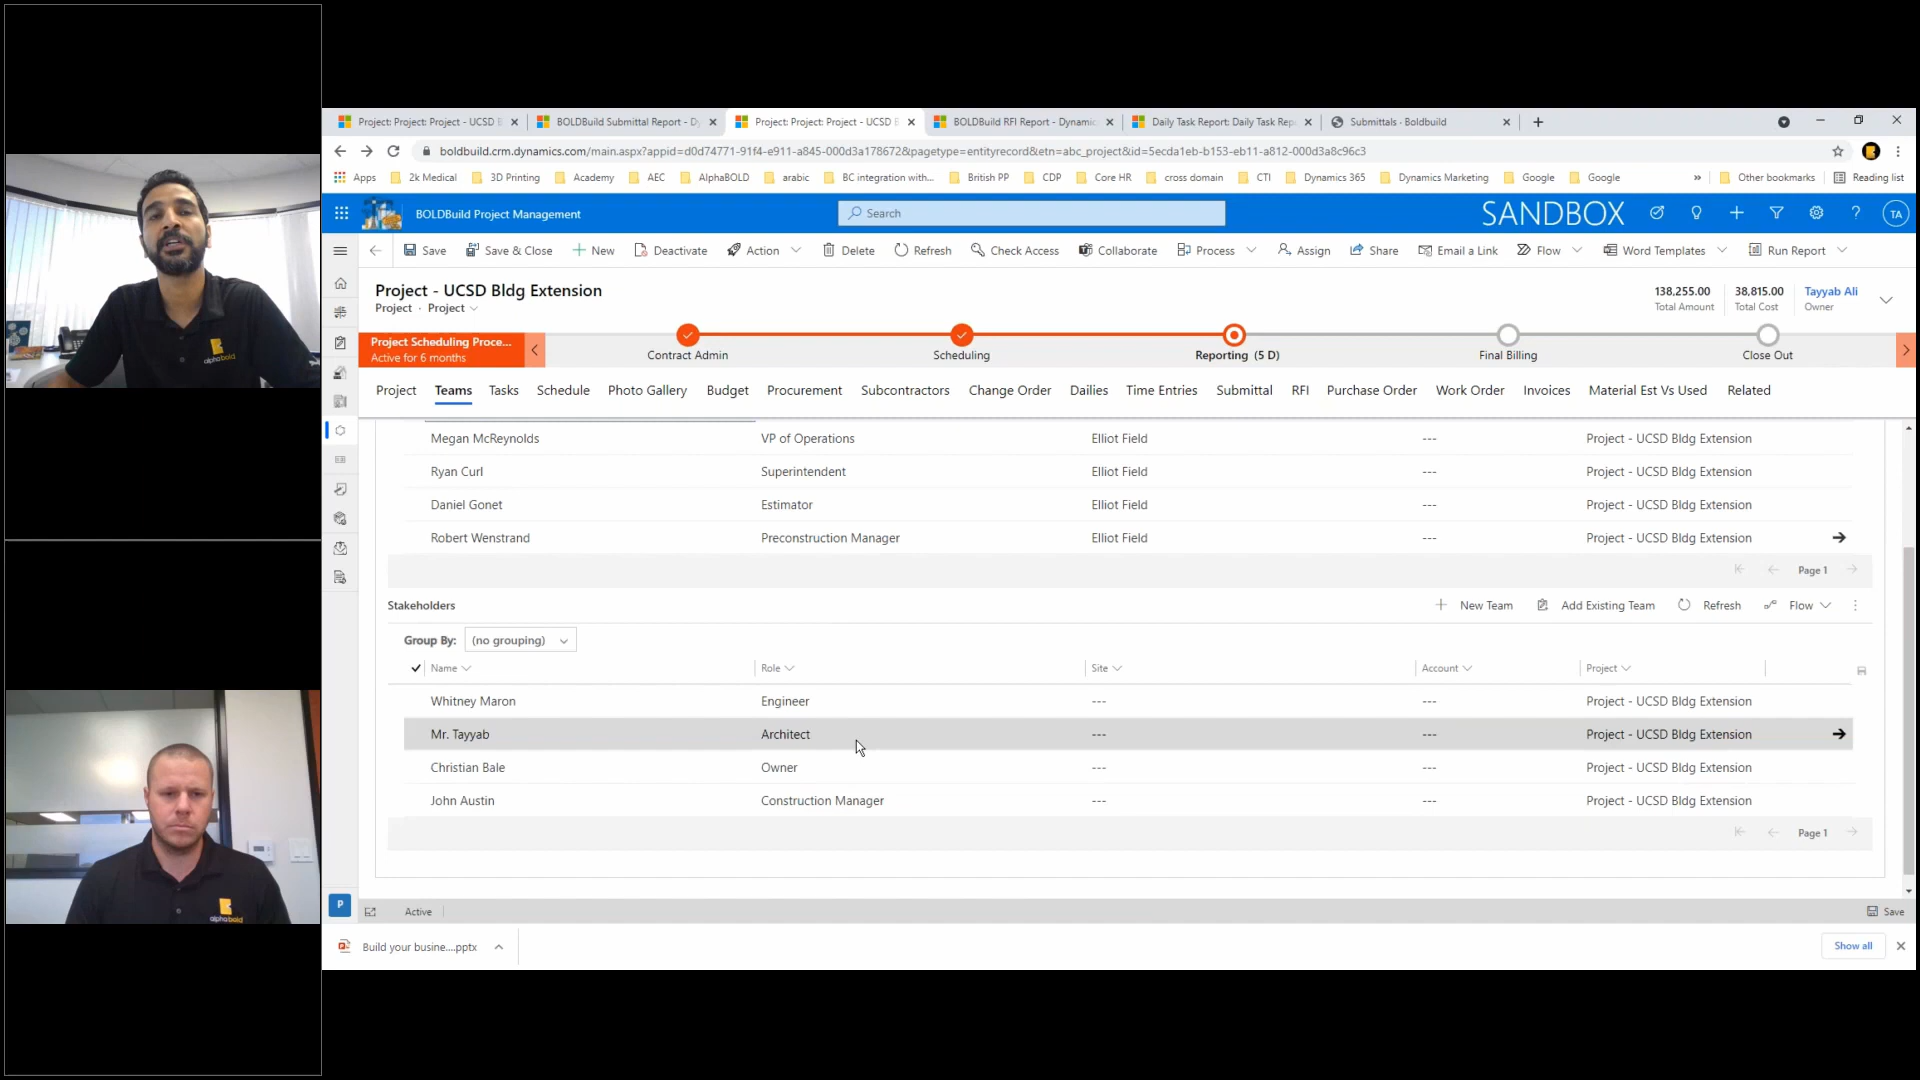 Project: Project: Project - UCSD B
BOLDBuild Submittal Report - Dy
Project: Project: Project - UCSD B
BOLDBuild RFI Report - Dynamic
Daily Task Report: Daily Task Rep
Submittals - Boldbuild
boldbuild.crm.dynamics.com/main.aspx?appid=d0d74771-91f4-e911-a845-000d3a178672&pagetype=entityrecord&etn=abc_project&id=5ecda1eb-b153-eb11-a812-000d3a8c96c3
Apps 2k Medical 3D Printing Academy AEC AlphaBOLD arabic BC integration with... British PP CDP Core HR cross domain CTI Dynamics 365 Dynamics Marketing Google Google » Other bookmarks Reading list
BOLDBuild Project Management Search SANDBOX ? TA
Save Save & Close New Deactivate Action Delete Refresh Check Access Collaborate Process Assign Share Email a Link Flow Word Templates Run Report
Project - UCSD Bldg Extension
Project · Project
138,255.00
Total Amount
38,815.00
Total Cost
Tayyab Ali
Owner
Project Scheduling Proce...
Active for 6 months
Contract Admin Scheduling Reporting (5 D) Final Billing Close Out
Project Teams Tasks Schedule Photo Gallery Budget Procurement Subcontractors Change Order Dailies Time Entries Submittal RFI Purchase Order Work Order Invoices Material Est Vs Used Related
Megan McReynolds VP of Operations Elliot Field --- Project - UCSD Bldg Extension
Ryan Curl Superintendent Elliot Field --- Project - UCSD Bldg Extension
Daniel Gonet Estimator Elliot Field --- Project - UCSD Bldg Extension
Robert Wenstrand Preconstruction Manager Elliot Field --- Project - UCSD Bldg Extension
Page 1
Stakeholders New Team Add Existing Team Refresh Flow
Group By: (no grouping)
Name Role Site Account Project
Whitney Maron Engineer --- --- Project - UCSD Bldg Extension
Mr. Tayyab Architect --- --- Project - UCSD Bldg Extension
Christian Bale Owner --- --- Project - UCSD Bldg Extension
John Austin Construction Manager --- --- Project - UCSD Bldg Extension
Page 1
P Active Save
Build your busine....pptx Show all
alphabold
alphabold